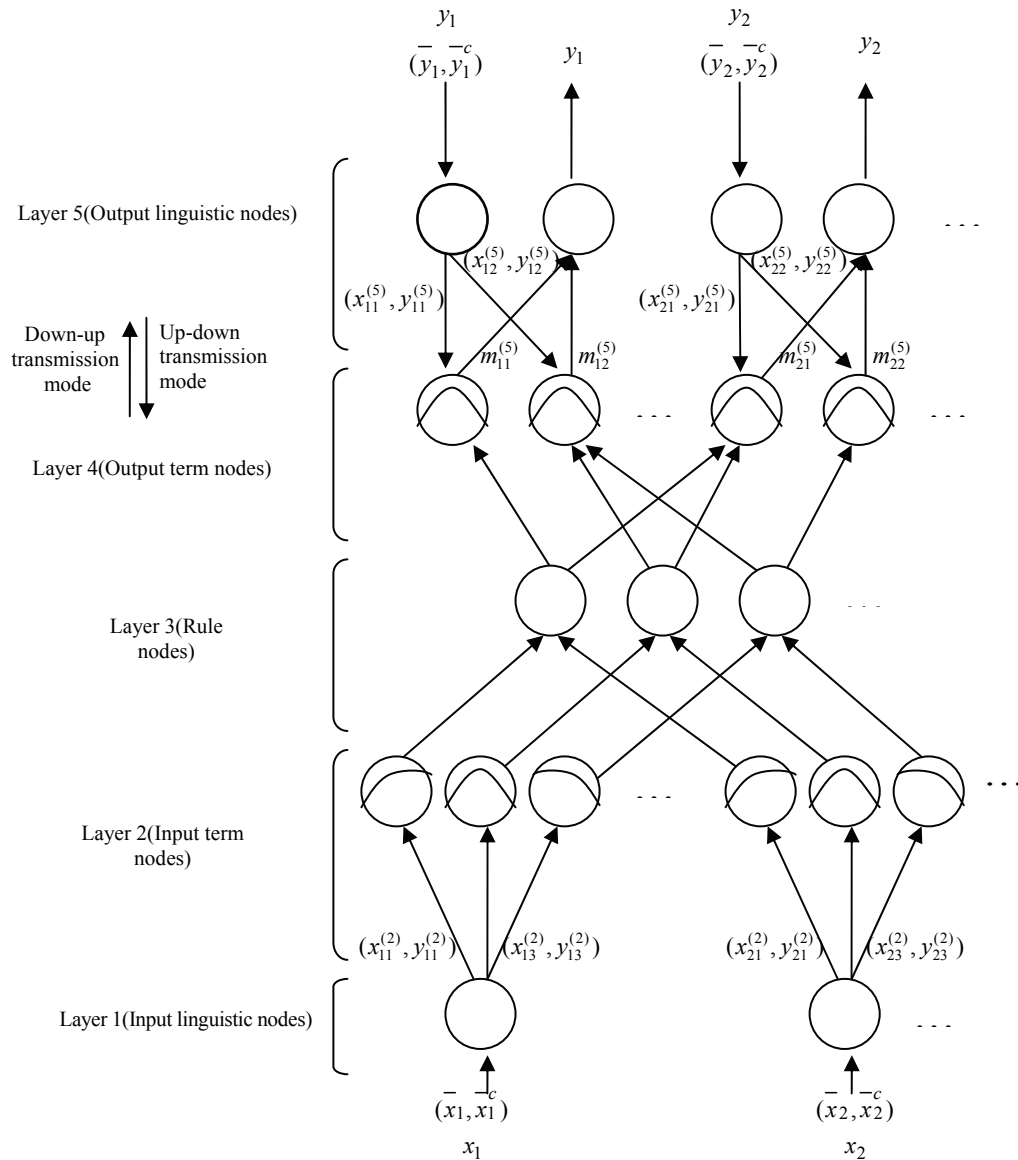 y₁ y₂
(y̅₁, y̅₁ᶜ) y₁ (y̅₂, y̅₂ᶜ) y₂
Layer 5(Output linguistic nodes) . . .
(x₁₂⁽⁵⁾, y₁₂⁽⁵⁾) (x₂₂⁽⁵⁾, y₂₂⁽⁵⁾)
(x₁₁⁽⁵⁾, y₁₁⁽⁵⁾) (x₂₁⁽⁵⁾, y₂₁⁽⁵⁾)
Down-up
transmission
mode
Up-down
transmission
mode
m₁₁⁽⁵⁾ m₁₂⁽⁵⁾ m₂₁⁽⁵⁾ m₂₂⁽⁵⁾
. . . . . .
Layer 4(Output term nodes)
Layer 3(Rule
nodes)
. . .
Layer 2(Input term
nodes)
. . . . . .
(x₁₁⁽²⁾, y₁₁⁽²⁾) (x₁₃⁽²⁾, y₁₃⁽²⁾) (x₂₁⁽²⁾, y₂₁⁽²⁾) (x₂₃⁽²⁾, y₂₃⁽²⁾)
Layer 1(Input linguistic nodes) . . .
(x̅₁, x̅₁ᶜ) (x̅₂, x̅₂ᶜ)
x₁ x₂